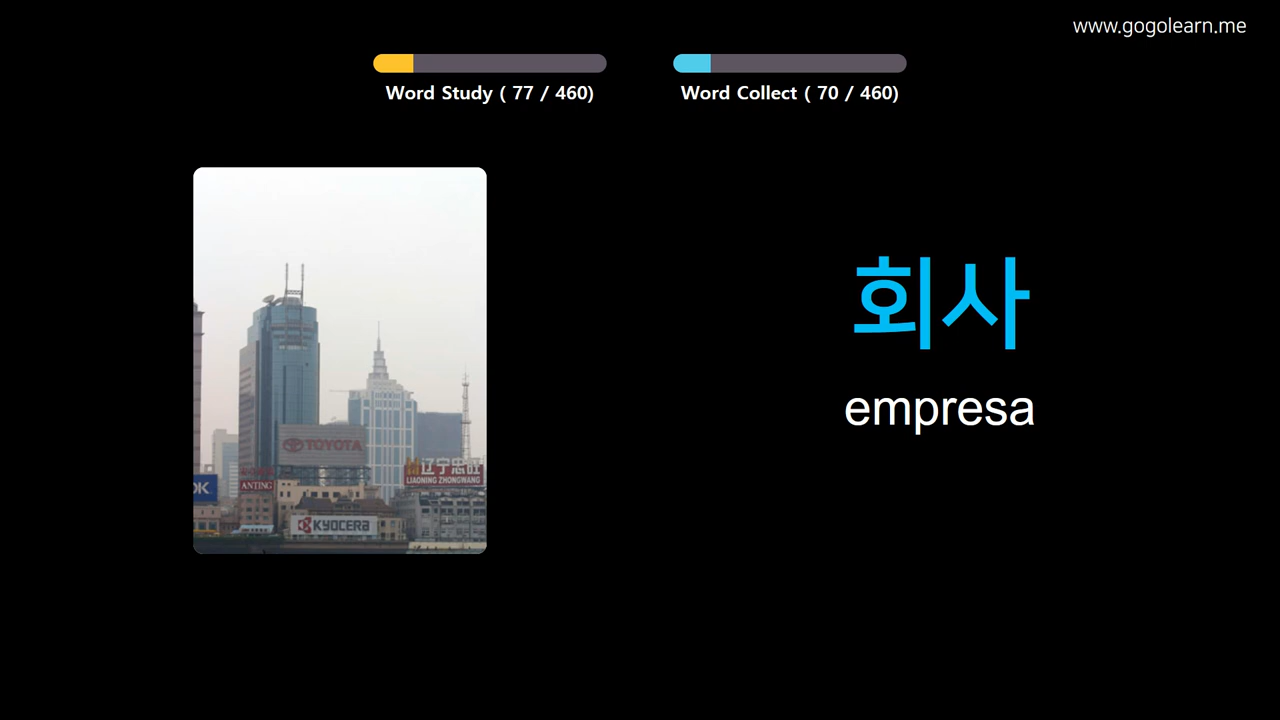 www.gogolearn.me
Word Study ( 77 / 460)
Word Collect ( 70 / 460)
회사
empresa
TOYOTA
辽宁忠旺
LIAONING ZHONGWANG
ANTING
OK
KYOCERA